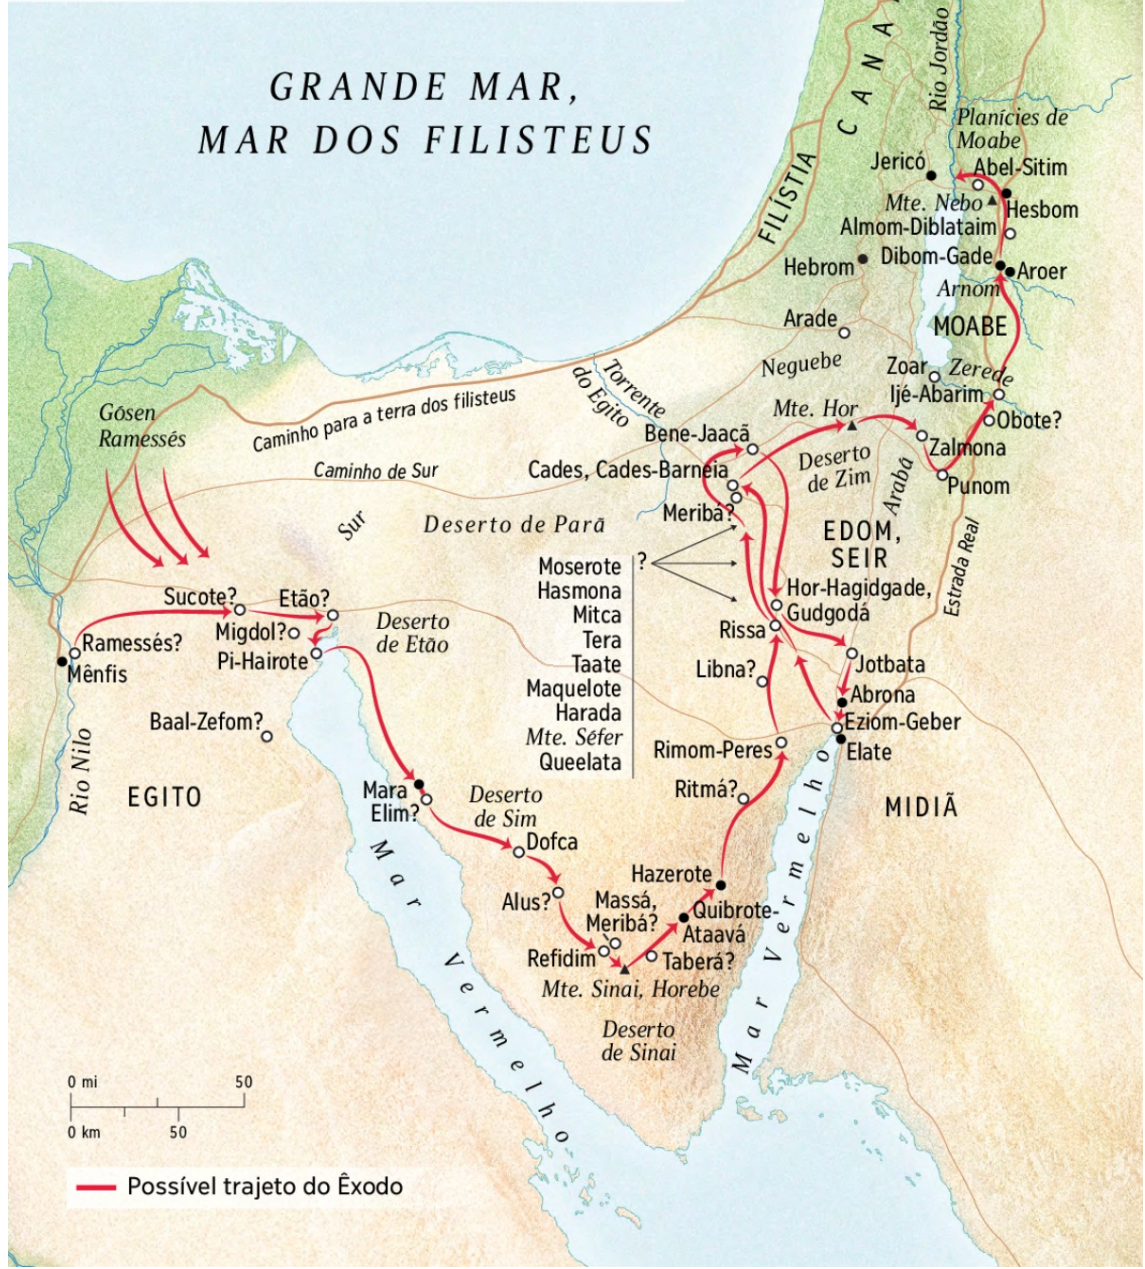 GRANDE MAR,
MAR DOS FILISTEUS
CANA
FILÍSTIA
Rio Jordão
Planícies de
Moabe
Jericó
Abel-Sitim
Mte. Nebo
Hesbom
Almom-Diblataim
Dibom-Gade
Hebrom
Aroer
Arnom
Arade
MOABE
Neguebe
Zoar
Zerede
Ijé-Abarim
Torrente
do Egito
Mte. Hor
Obote?
Bene-Jaacã
Zalmona
Cades, Cades-Barneia
Deserto
de Zim
Arabá
Punom
Meribá?
EDOM,
SEIR
Estrada Real
Gósen
Ramessés
Caminho para a terra dos filisteus
Caminho de Sur
Sur
Deserto de Parã
Moserote
?
Hasmona
Mitca
Tera
Taate
Maquelote
Harada
Mte. Séfer
Queelata
Hor-Hagidgade,
Gudgodá
Rissa
Libna?
Jotbata
Abrona
Eziom-Geber
Elate
Rimom-Peres
Ritmá?
MIDIÃ
Sucote?
Etão?
Migdol?
Deserto
de Etão
Ramessés?
Pi-Hairote
Mênfis
Baal-Zefom?
Rio Nilo
EGITO
Mara
Elim?
Deserto
de Sim
Dofca
Alus?
Hazerote
Massá,
Meribá?
Quibrote-
Ataavá
Refidim
Taberá?
Mte. Sinai, Horebe
Deserto
de Sinai
Mar Vermelho
Mar Vermelho
0 mi 50
0 km 50
Possível trajeto do Êxodo